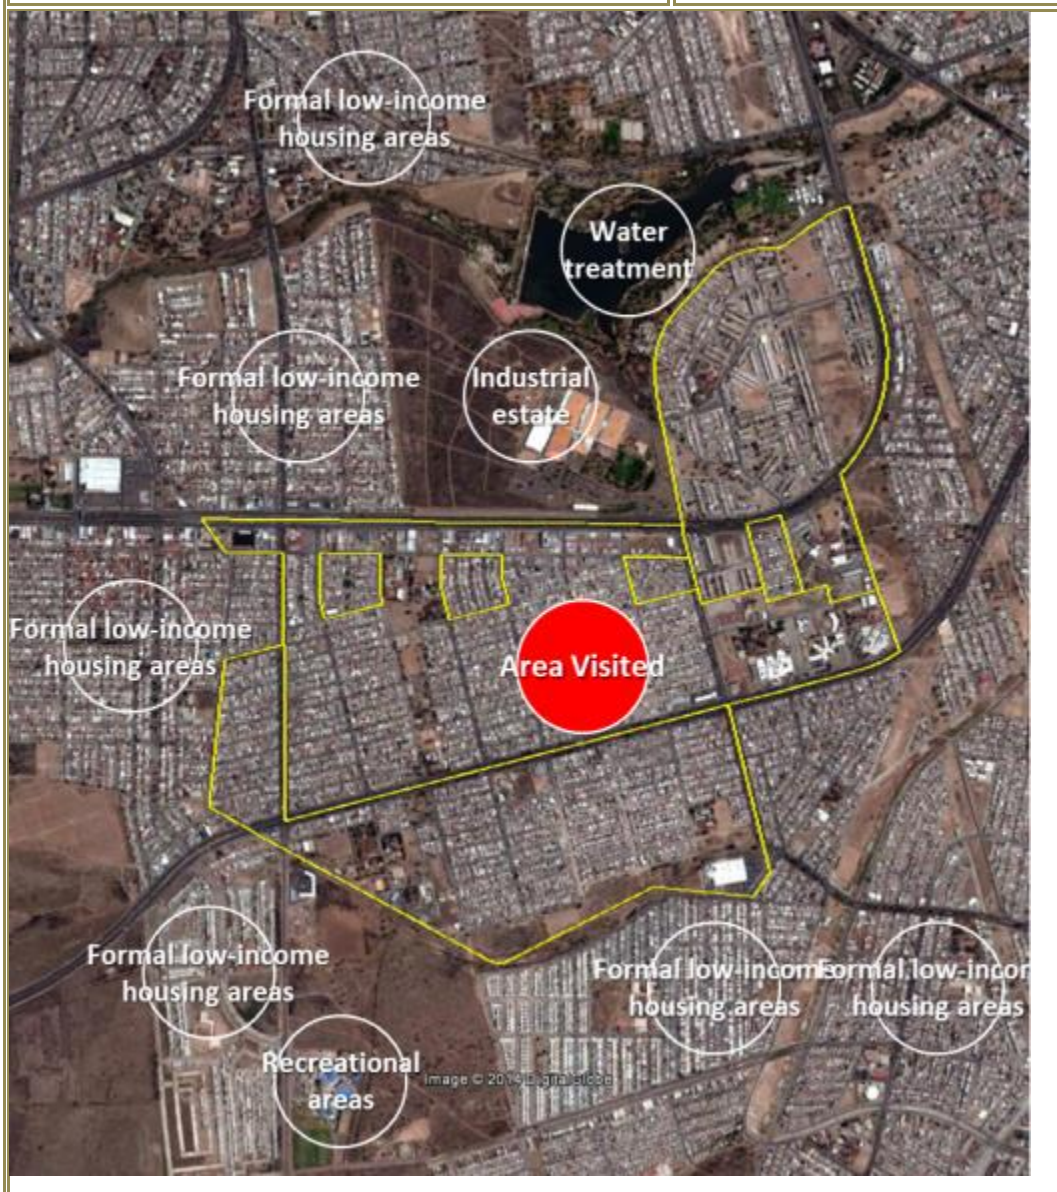 Formal low-income
housing areas
Water
treatment
Formal low-income
housing areas
Industrial
estate
Formal low-income
housing areas
Area Visited
Formal low-income
housing areas
Formal low-income
housing areas
Formal low-incor
housing areas
Recreational
areas
Image © 2014 DigitalGlobe